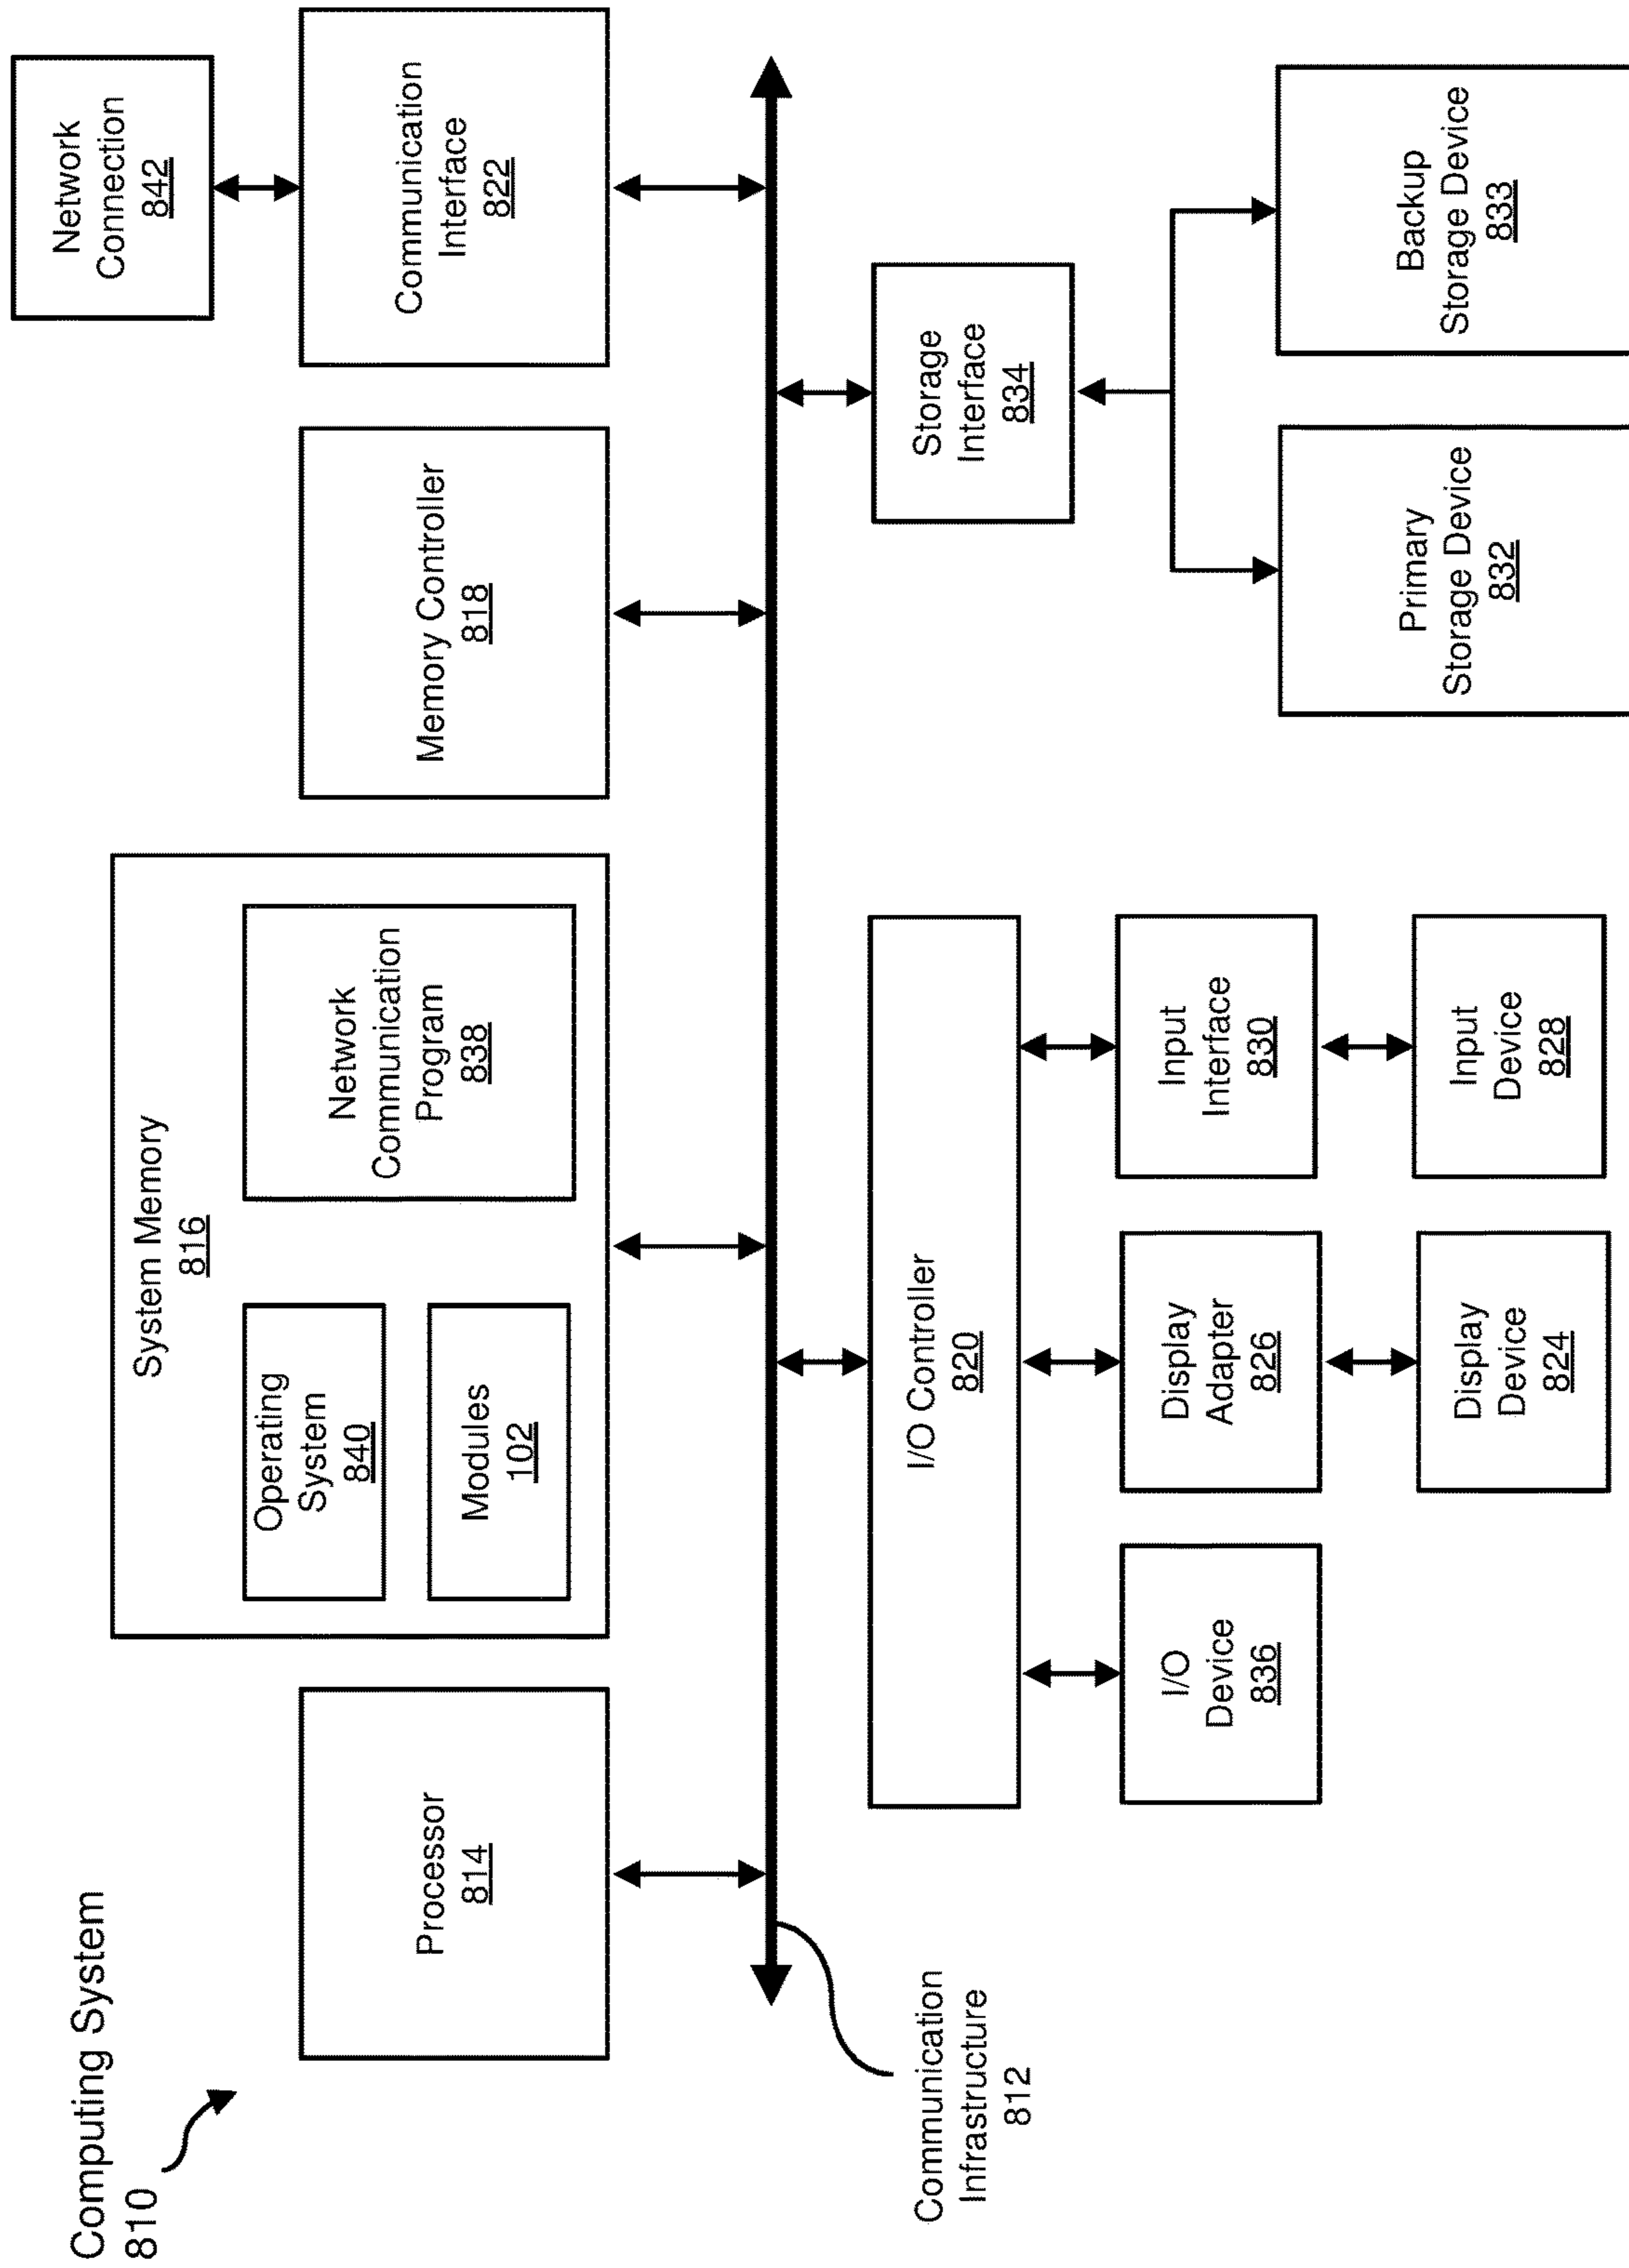 Computing System
810
Processor
814
System Memory
816
Operating
System
840
Modules
102
Network
Communication
Program
838
Memory Controller
818
Network
Connection
842
Communication
Interface
822
Communication
Infrastructure
812
I/O Controller
820
I/O
Device
836
Display
Adapter
826
Input
Interface
830
Display
Device
824
Input
Device
828
Storage
Interface
834
Primary
Storage Device
832
Backup
Storage Device
833